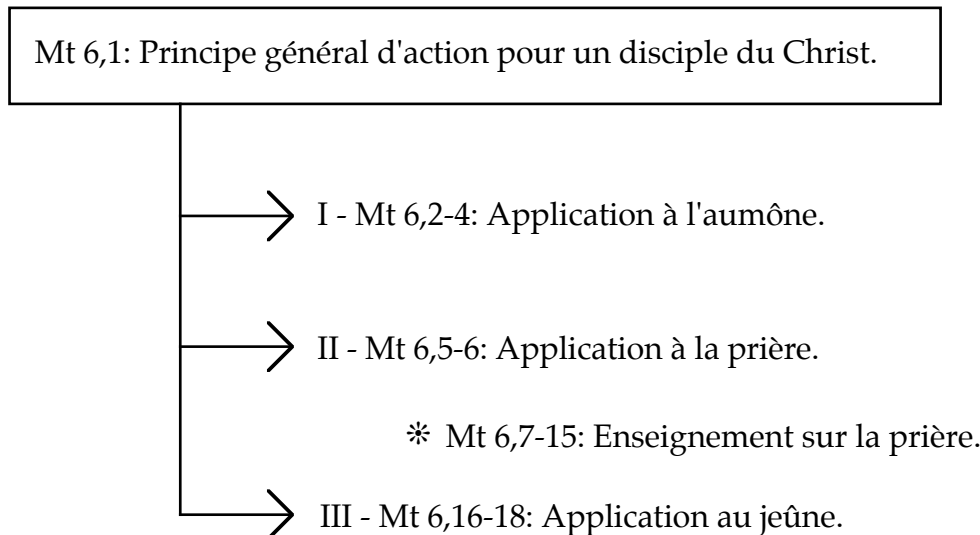 Mt 6,1: Principe général d'action pour un disciple du Christ.
I - Mt 6,2-4: Application à l'aumône.
II - Mt 6,5-6: Application à la prière.
❊ Mt 6,7-15: Enseignement sur la prière.
III - Mt 6,16-18: Application au jeûne.